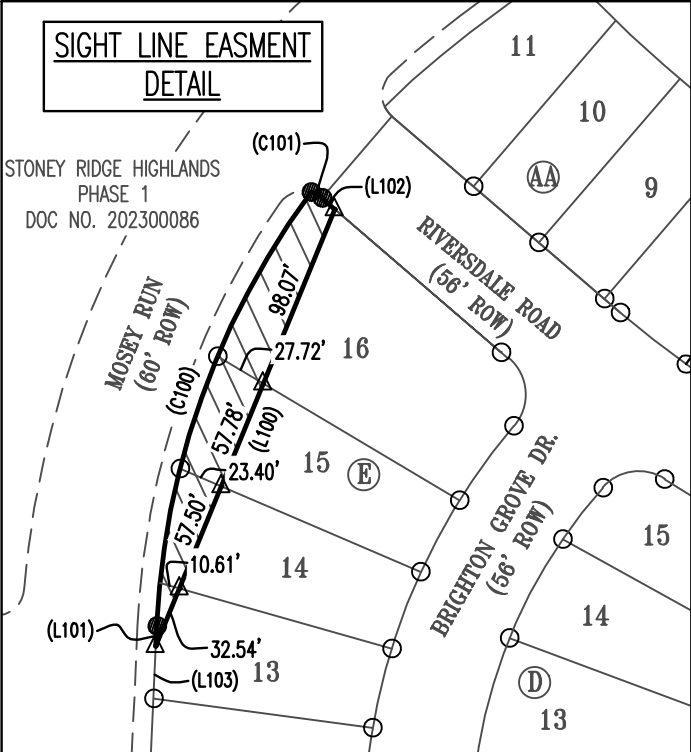 SIGHT LINE EASMENT
DETAIL
STONEY RIDGE HIGHLANDS
PHASE 1
DOC NO. 202300086
(C101)
(L102)
11
10
AA
9
RIVERSDALE ROAD
(56' ROW)
MOSEY RUN
(60' ROW)
98.07'
27.72'
16
(C100)
57.78'
(L100)
23.40'
15
E
57.50'
10.61'
14
BRIGHTON GROVE DR.
(56' ROW)
15
14
(L101)
32.54'
(L103)
13
D
13